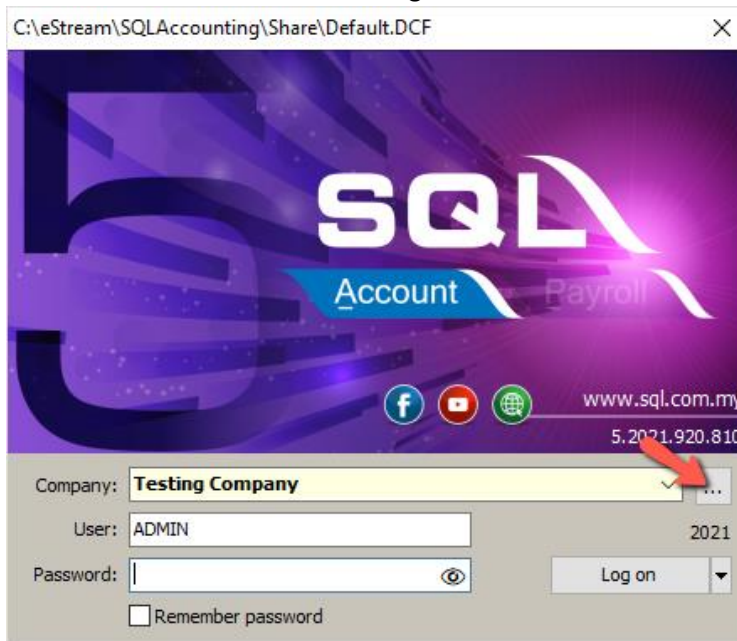 C:\eStream\SQLAccounting\Share\Default.DCF
5
SQL
Account Payroll
www.sql.com.my
5.2021.920.810
Company: Testing Company ...
User: ADMIN
2021
Password: Log on
Remember password